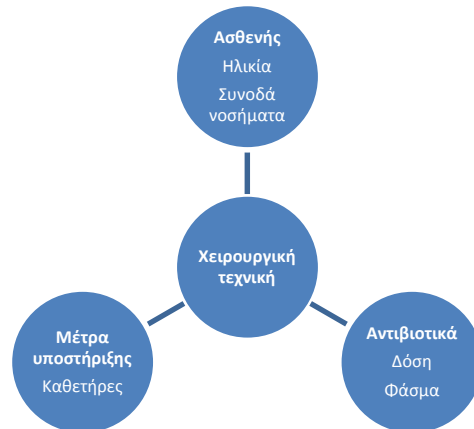 Ασθενής
Ηλικία
Συνοδά
νοσήματα
Χειρουργική
τεχνική
Μέτρα
υποστήριξης
Καθετήρες
Αντιβιοτικά
Δόση
Φάσμα